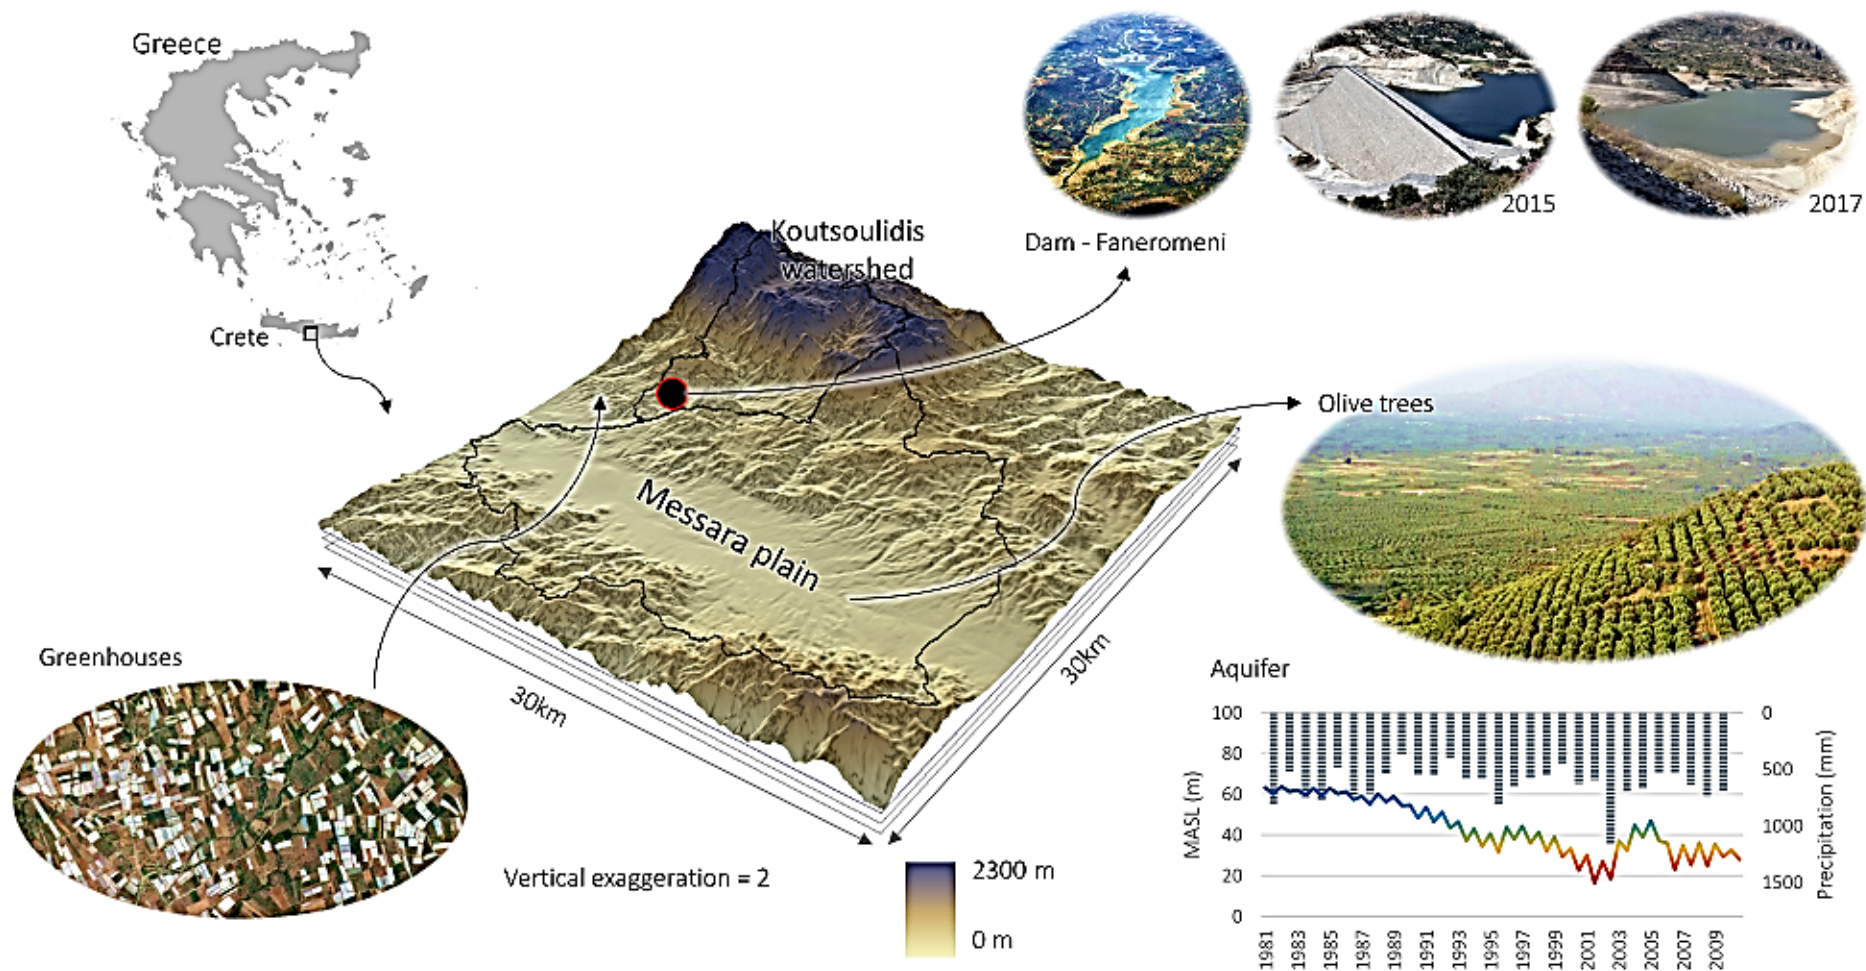 Greece
Crete
Koutsoulidis
watershed
Dam - Faneromeni
2015
2017
Olive trees
Messara plain
Greenhouses
30km
30km
Vertical exaggeration = 2
2300 m
0 m
Aquifer
MASL (m)
100
80
60
40
20
0
Precipitation (mm)
0
500
1000
1500
1981
1983
1985
1987
1989
1991
1993
1995
1997
1999
2001
2003
2005
2007
2009